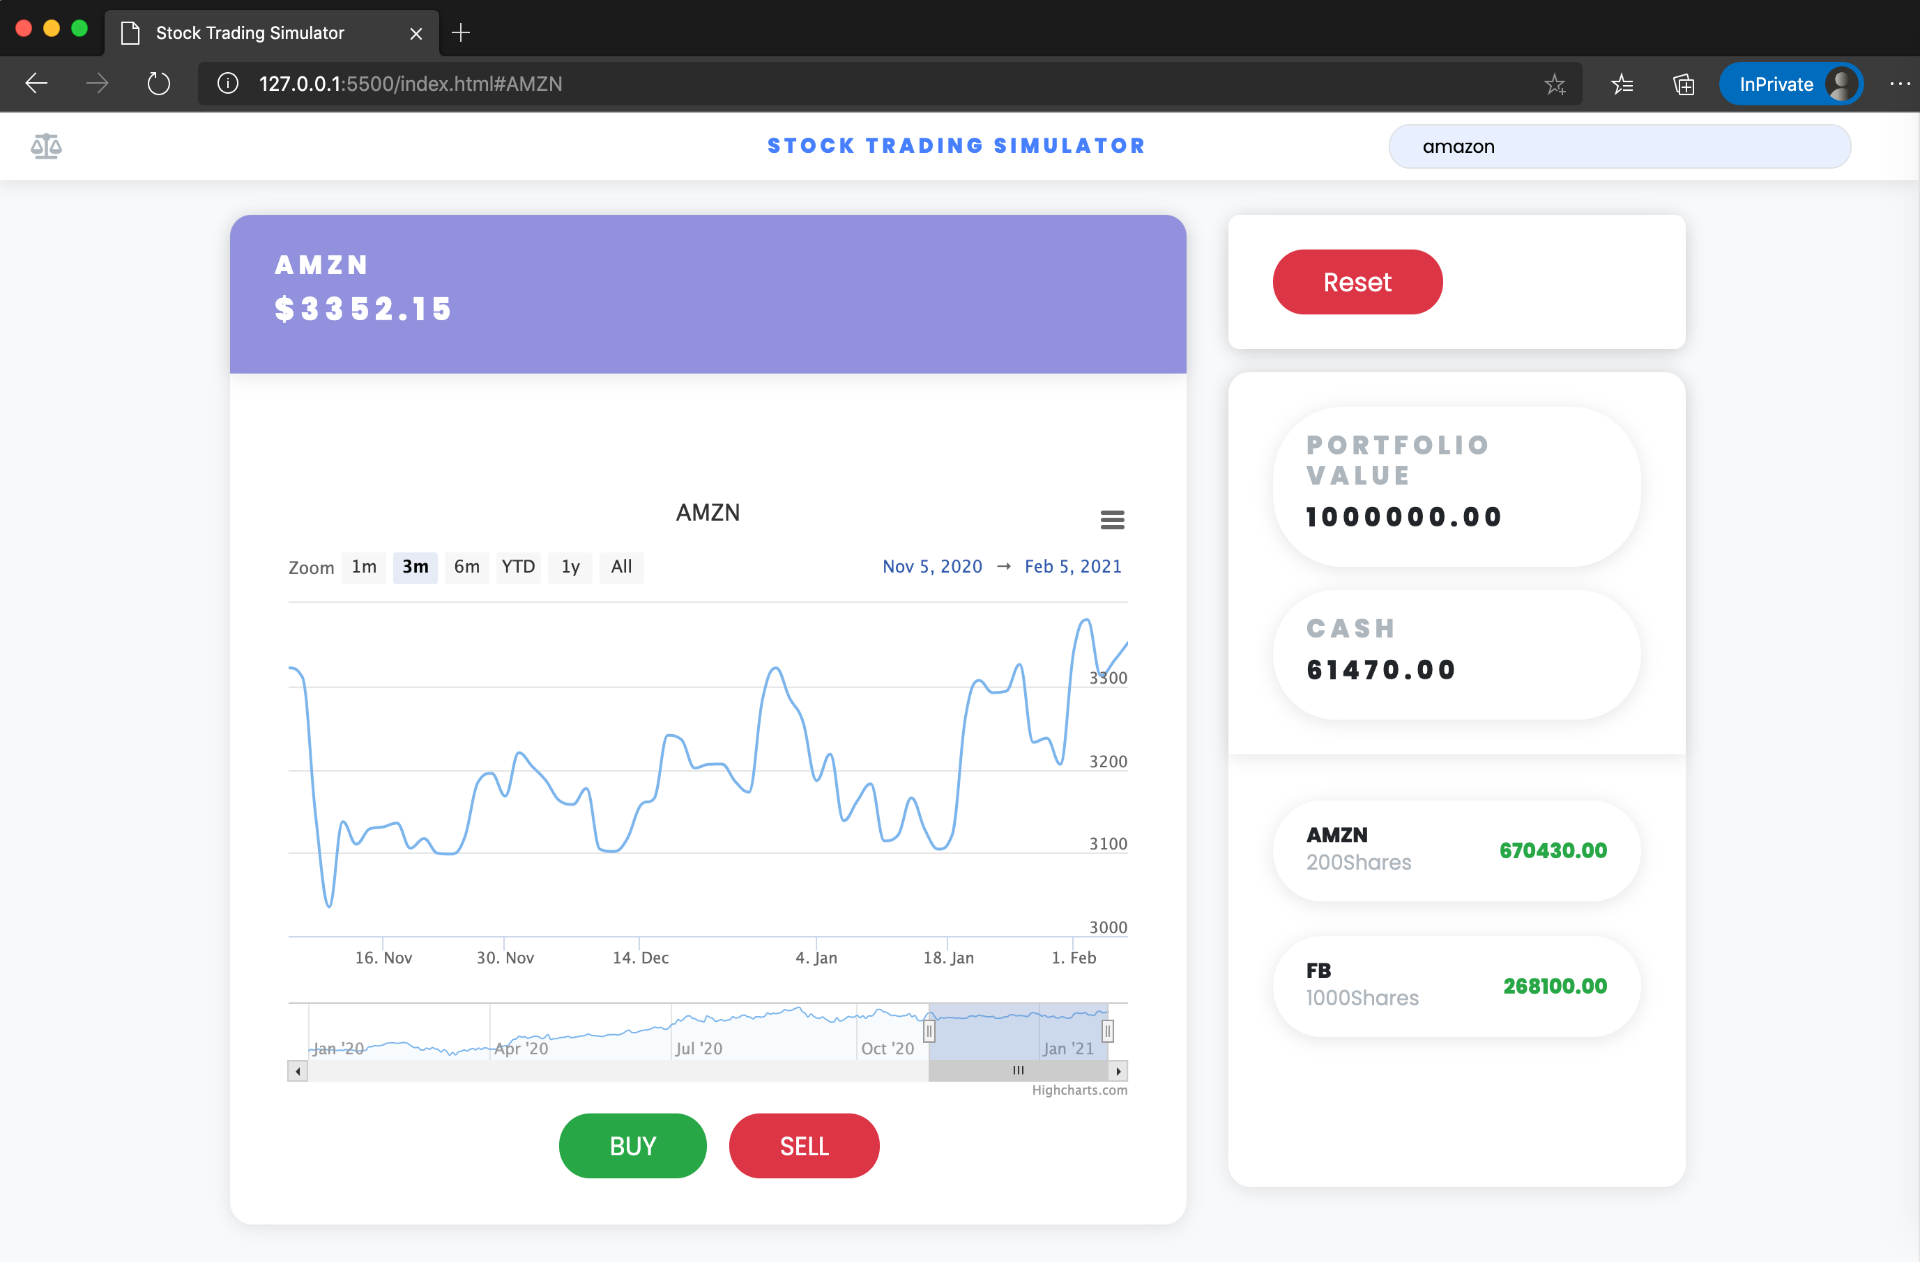 Stock Trading Simulator
127.0.0.1:5500/index.html#AMZN
InPrivate
STOCK TRADING SIMULATOR
amazon
AMZN
$3352.15
AMZN
Zoom 1m 3m 6m YTD 1y All
Nov 5, 2020 → Feb 5, 2021
3300
3200
3100
3000
16. Nov 30. Nov 14. Dec 4. Jan 18. Jan 1. Feb
Jan '20 Apr '20 Jul '20 Oct '20 Jan '21
Highcharts.com
BUY SELL
Reset
PORTFOLIO
VALUE
1000000.00
CASH
61470.00
AMZN
200Shares
670430.00
FB
1000Shares
268100.00